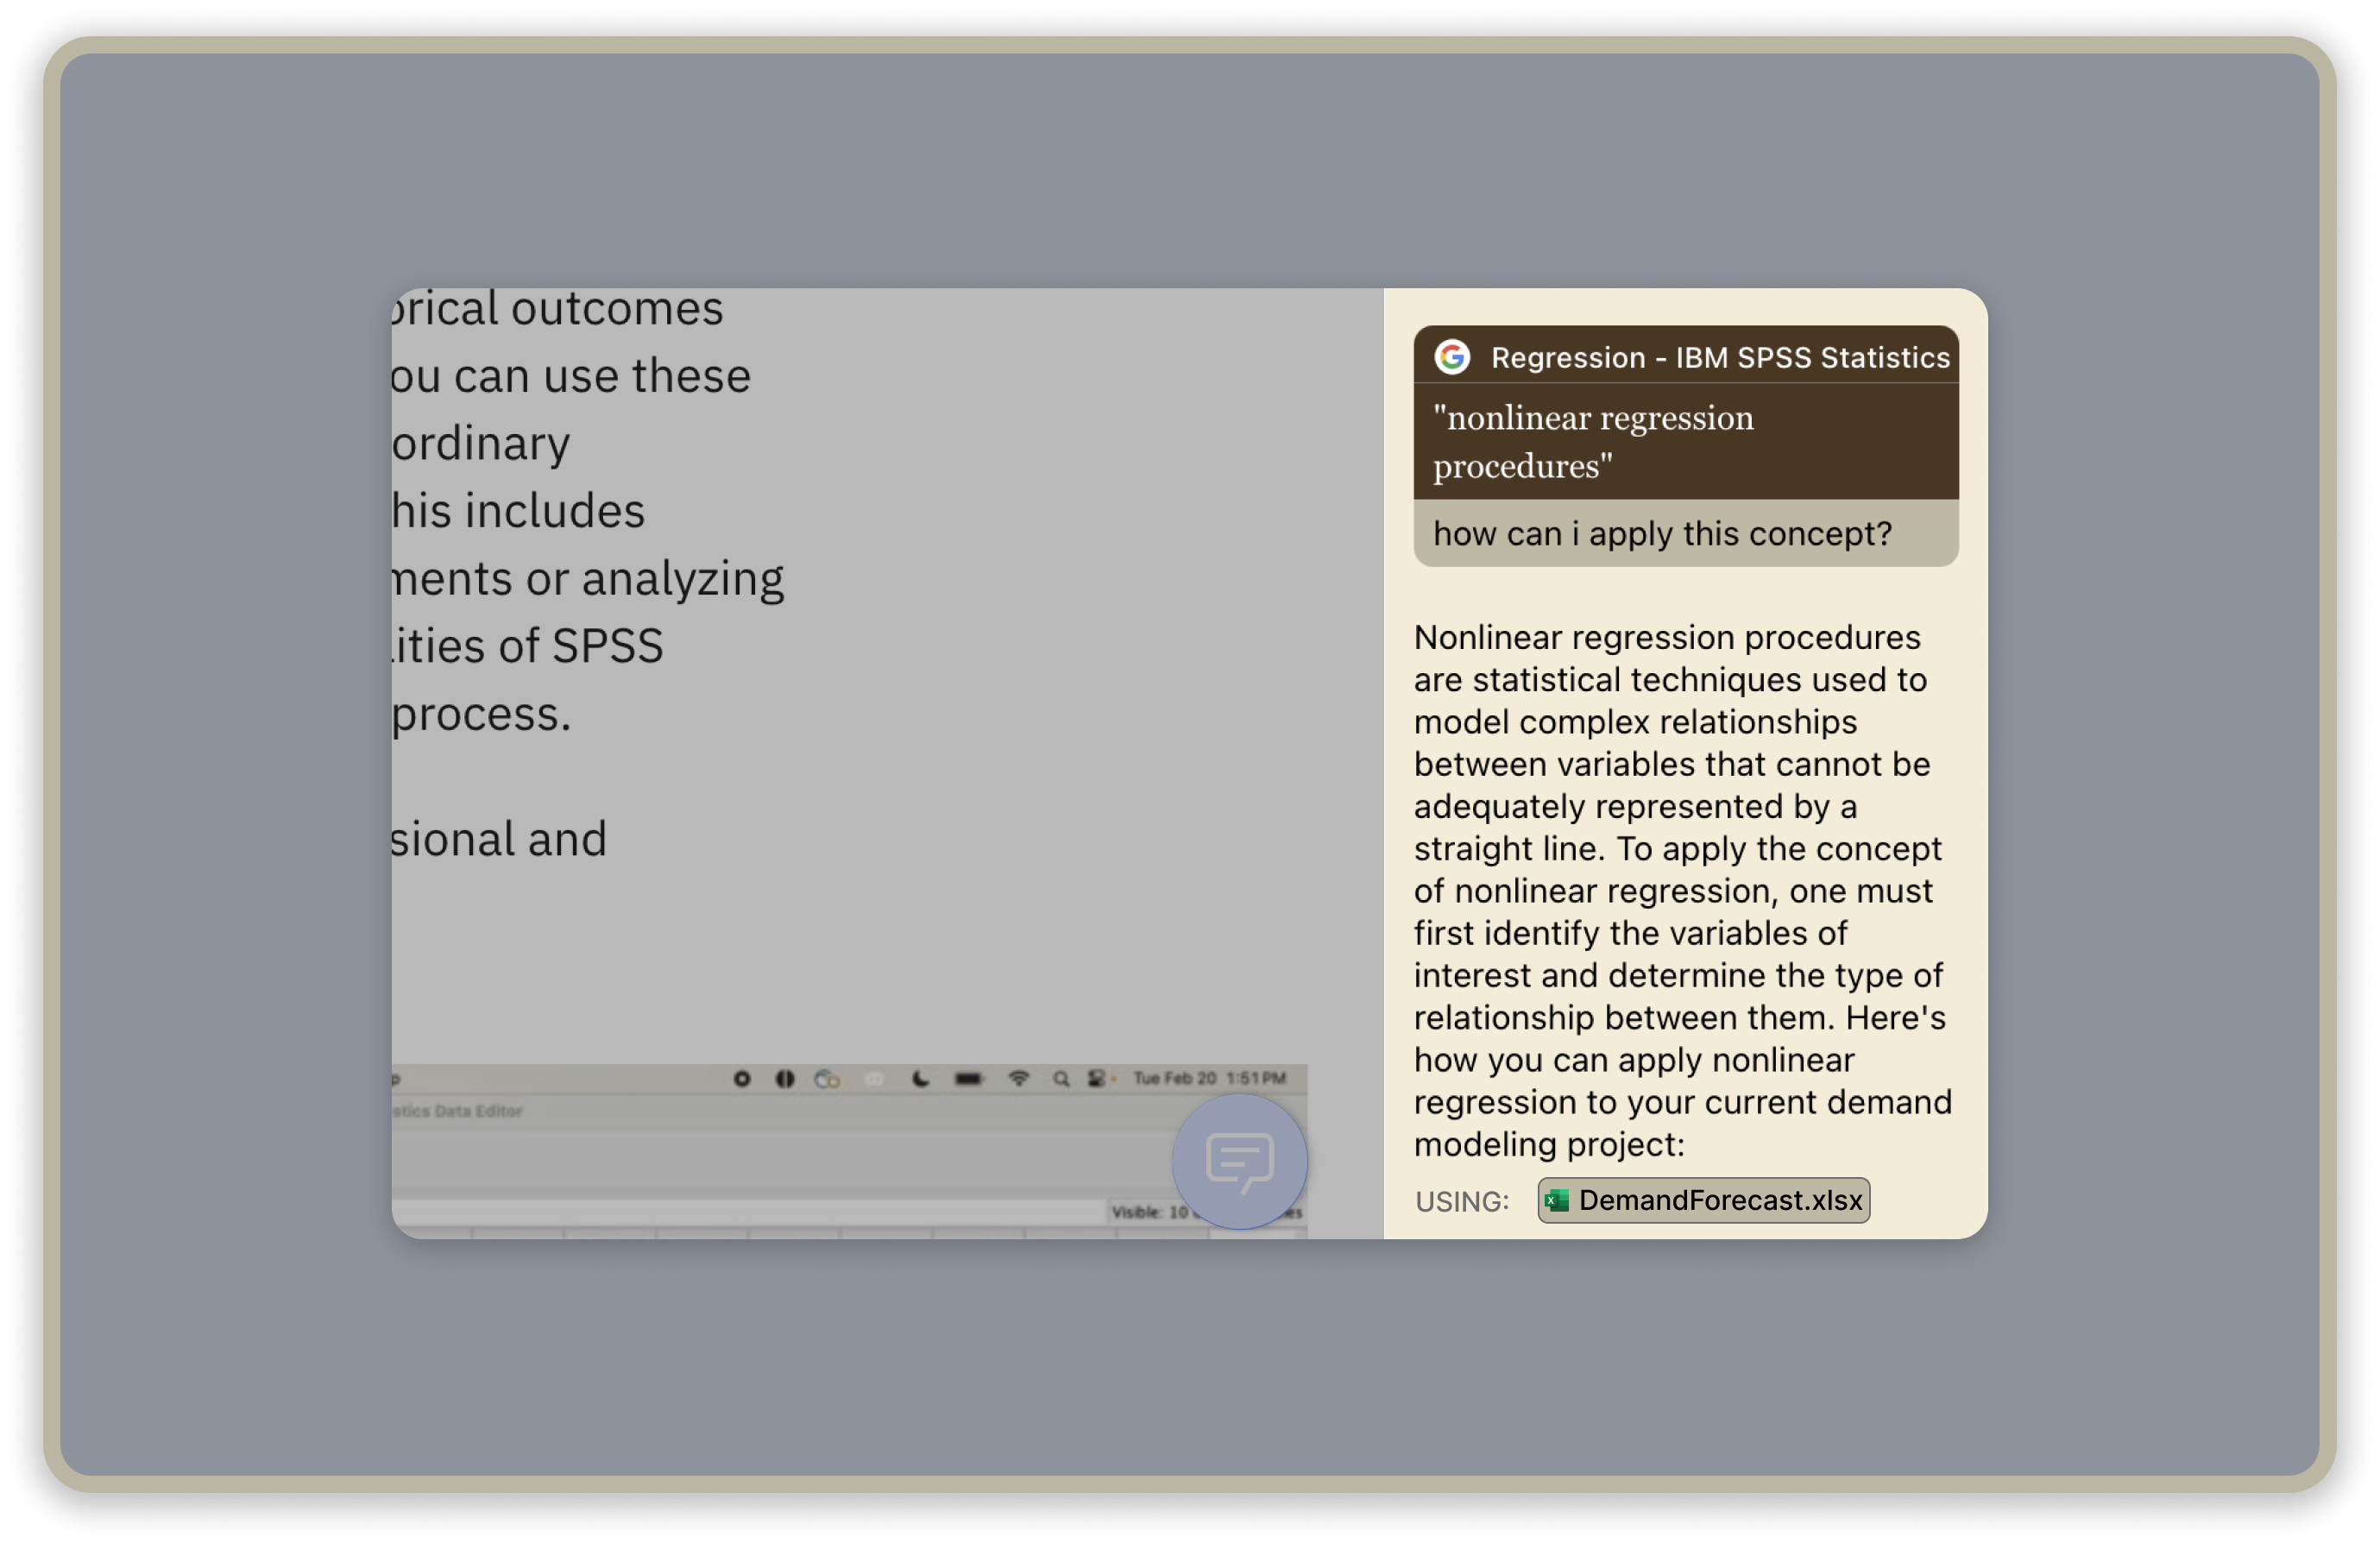 orical outcomes
ou can use these
ordinary
his includes
ments or analyzing
lities of SPSS
process.
sional and
Tue Feb 20 1:51 PM
stics Data Editor
Visible: 10
Regression - IBM SPSS Statistics
"nonlinear regression
procedures"
how can i apply this concept?
Nonlinear regression procedures
are statistical techniques used to
model complex relationships
between variables that cannot be
adequately represented by a
straight line. To apply the concept
of nonlinear regression, one must
first identify the variables of
interest and determine the type of
relationship between them. Here's
how you can apply nonlinear
regression to your current demand
modeling project:
USING: DemandForecast.xlsx